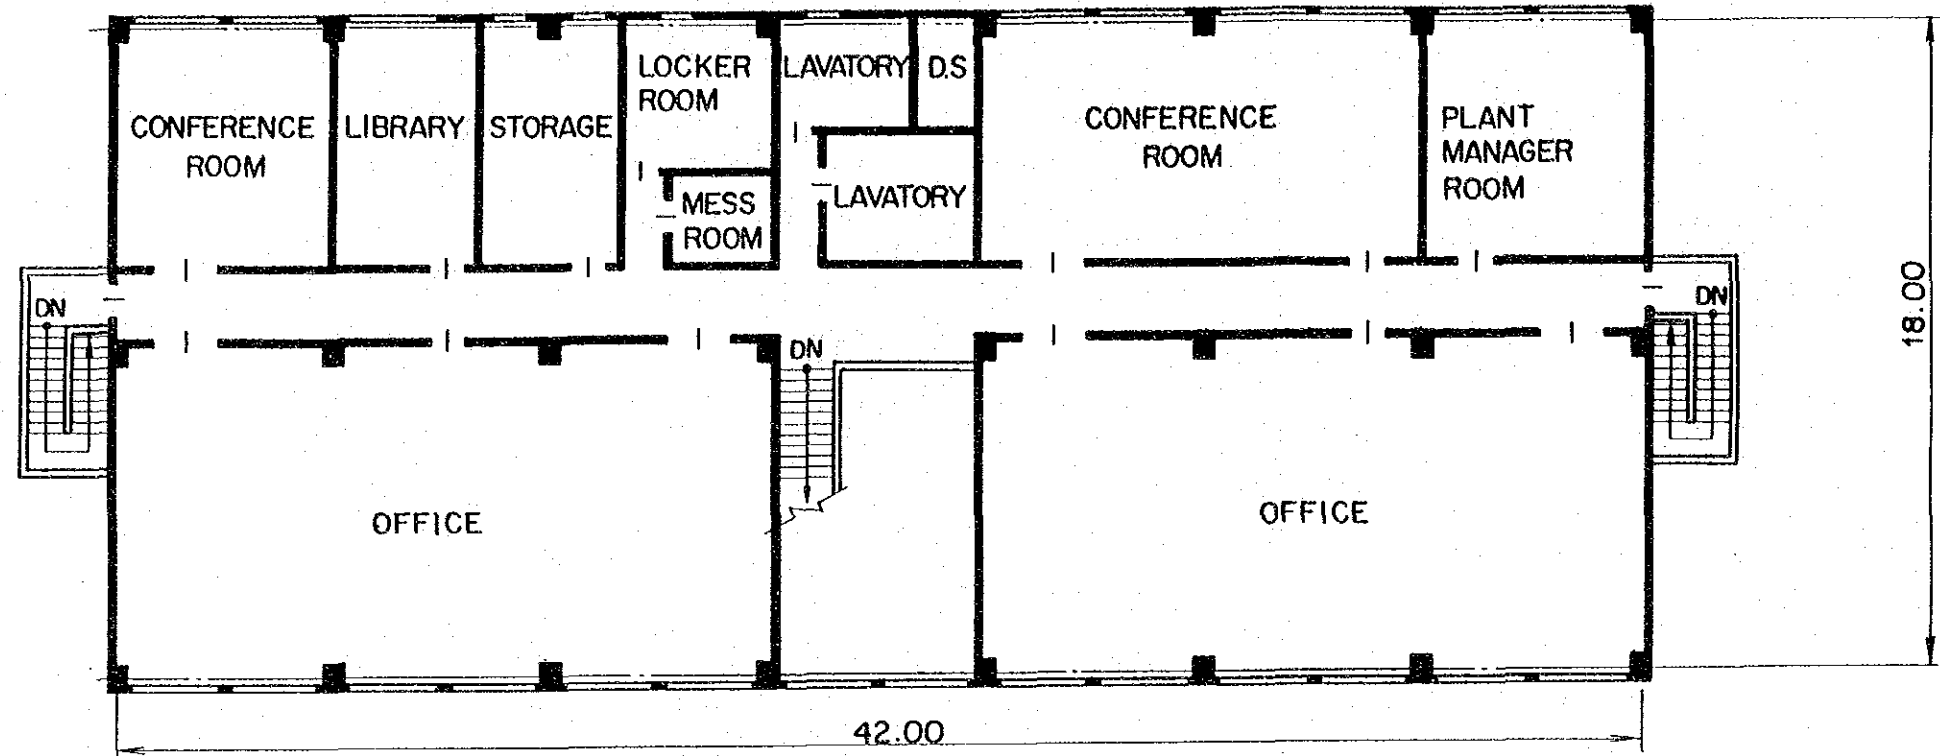 LOCKER
ROOM
LAVATORY
D.S
CONFERENCE
ROOM
LIBRARY
STORAGE
CONFERENCE
ROOM
PLANT
MANAGER
ROOM
MESS
ROOM
LAVATORY
DN
DN
DN
18.00
OFFICE
OFFICE
42.00